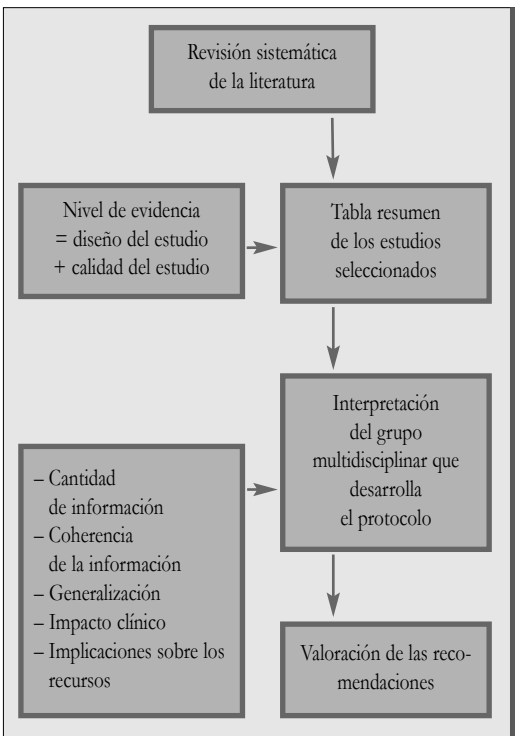 Revisión sistemática
de la literatura
Nivel de evidencia
= diseño del estudio
+ calidad del estudio
Tabla resumen
de los estudios
seleccionados
Interpretación
del grupo
multidisciplinar que
desarrolla
el protocolo
– Cantidad
de información
– Coherencia
de la información
– Generalización
– Impacto clínico
– Implicaciones sobre los
recursos
Valoración de las reco-
mendaciones